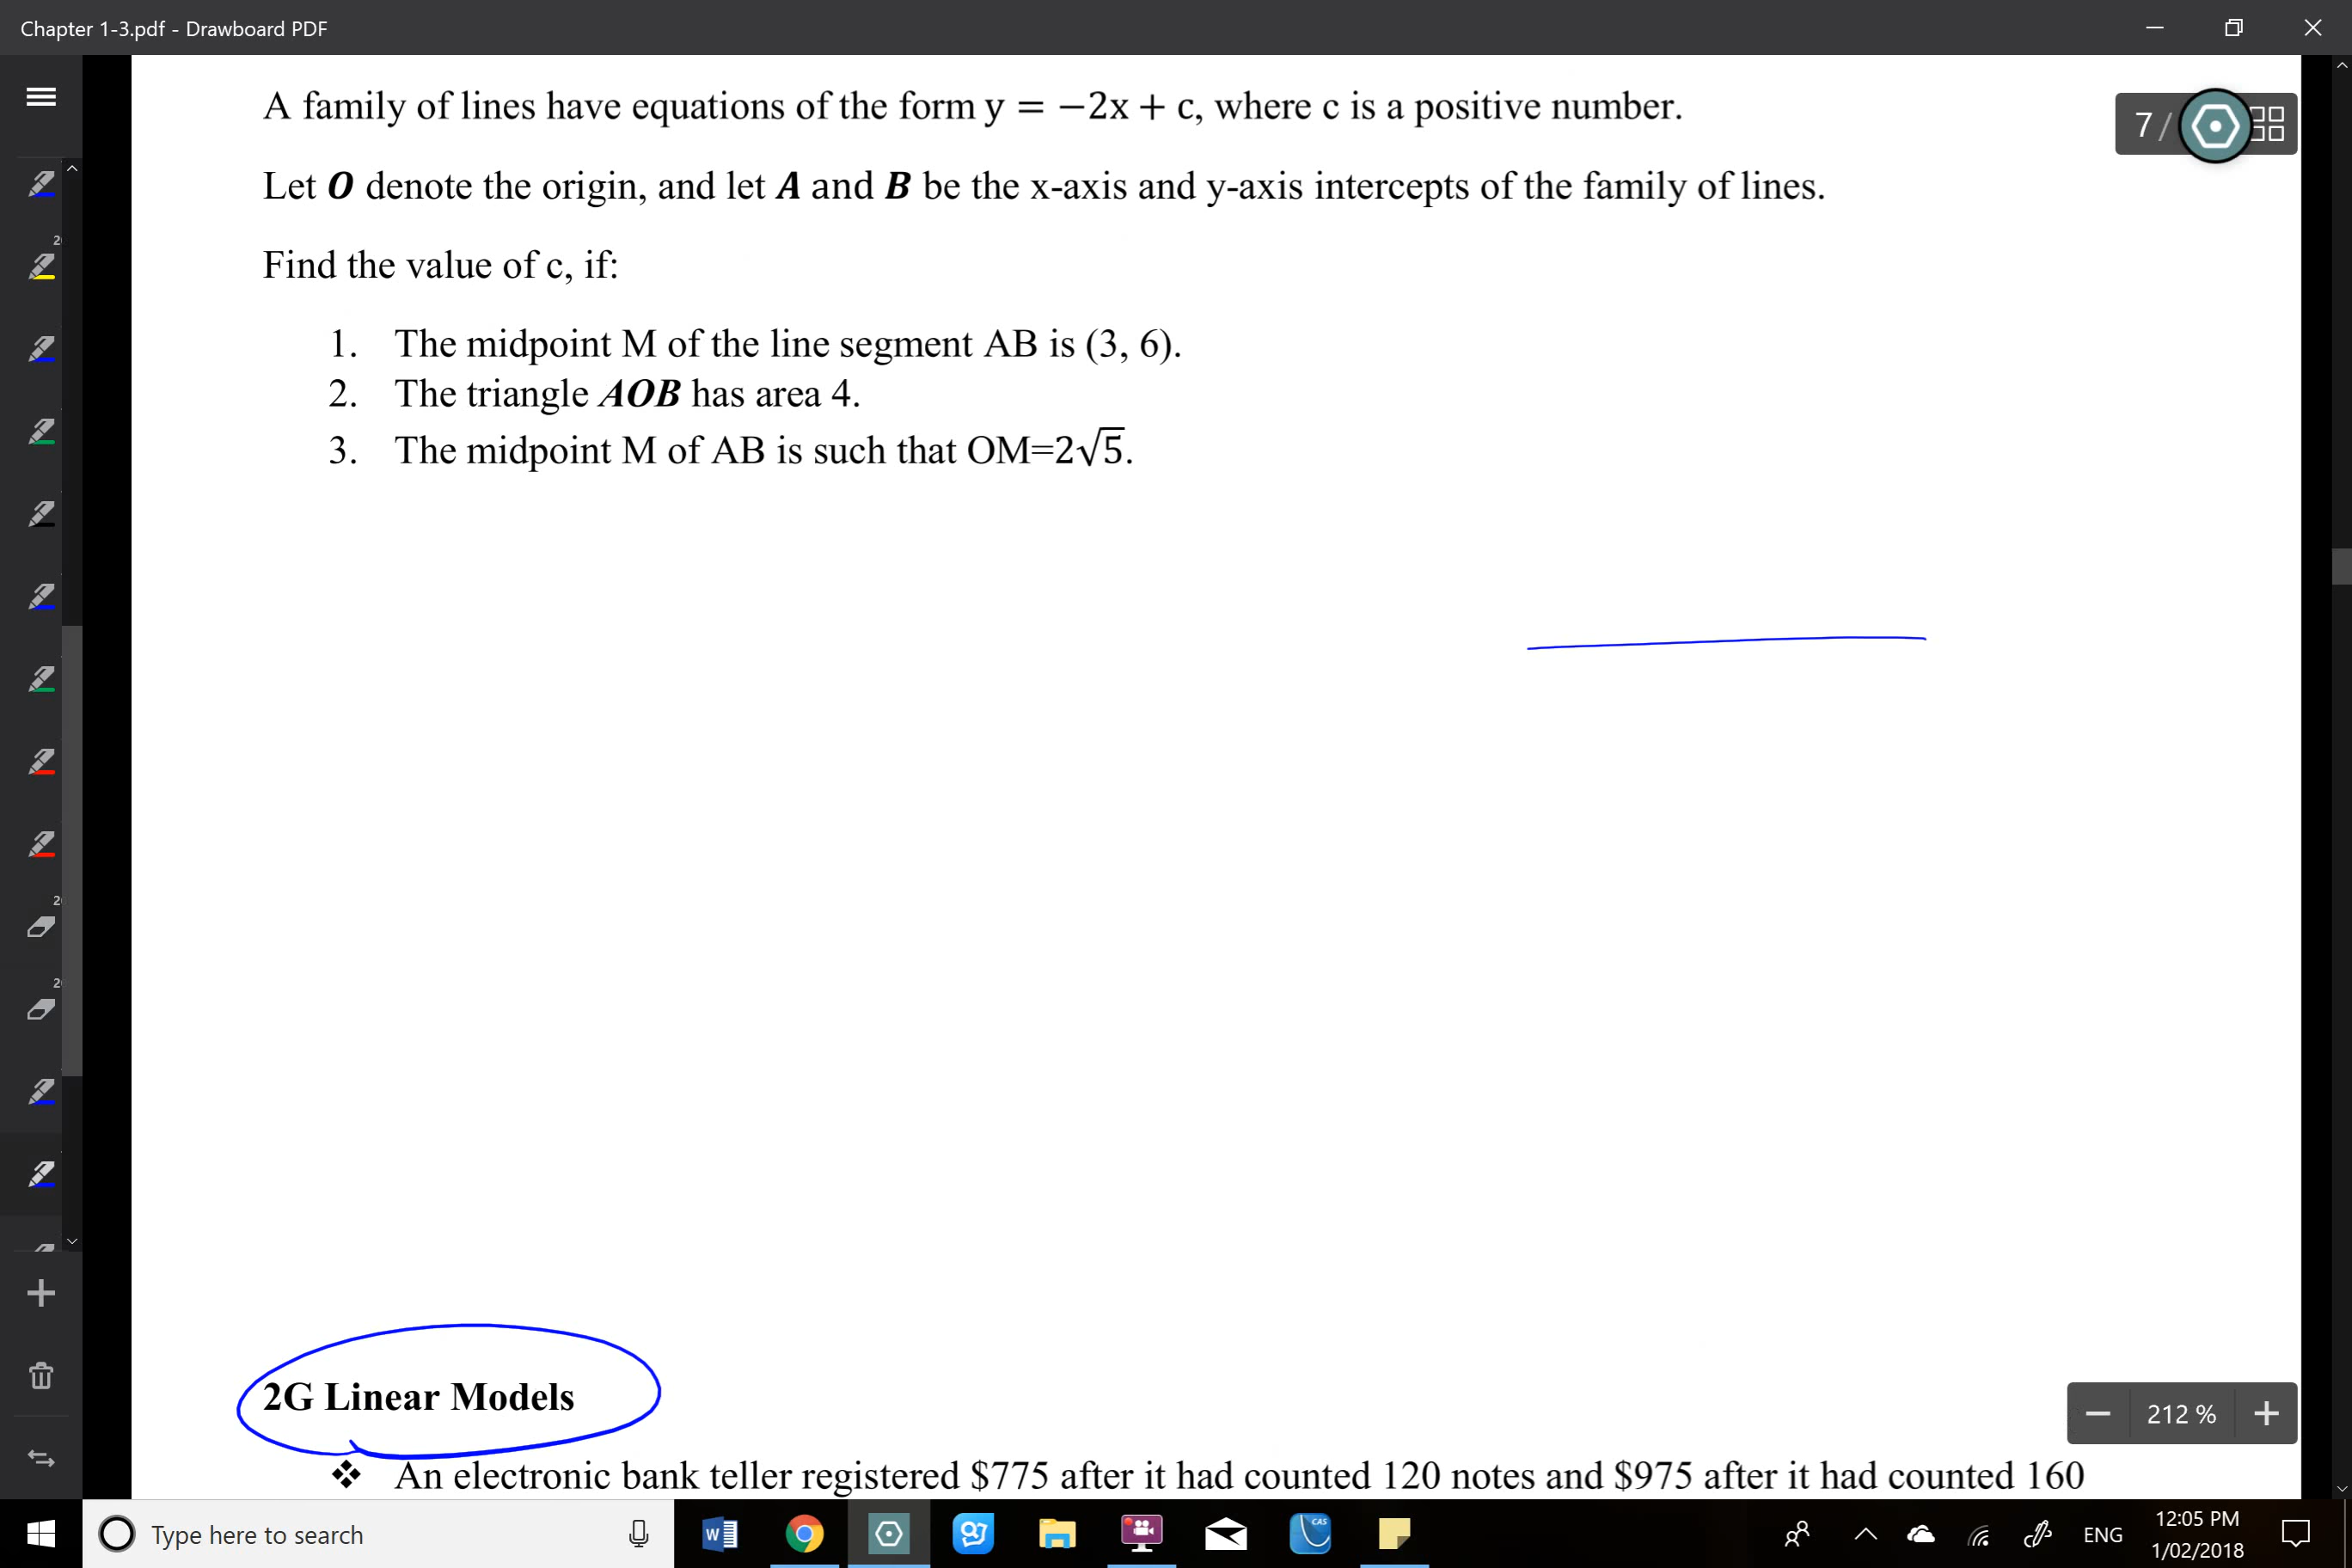 Chapter 1-3.pdf - Drawboard PDF
A family of lines have equations of the form y = −2x + c, where c is a positive number.
7 /
Let O denote the origin, and let A and B be the x-axis and y-axis intercepts of the family of lines.
Find the value of c, if:
1. The midpoint M of the line segment AB is (3, 6).
2. The triangle AOB has area 4.
3. The midpoint M of AB is such that OM=2√5.
2G Linear Models
212 %
❖ An electronic bank teller registered $775 after it had counted 120 notes and $975 after it had counted 160
Type here to search
CAS
ENG
12:05 PM
1/02/2018